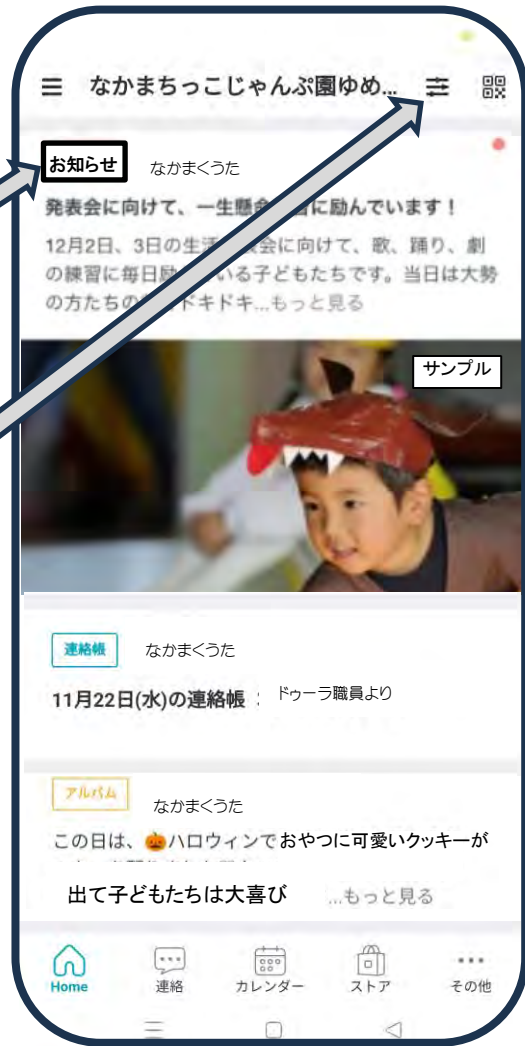 なかまちっこじゃんぷ園ゆめ...
お知らせ なかまくうた
発表会に向けて、一生懸命 習に励んでいます！
12月2日、3日の生活 表会に向けて、歌、踊り、劇
の練習に毎日励 いる子どもたちです。当日は大勢
の方たちの ドキドキ...もっと見る
サンプル
連絡帳 なかまくうた
11月22日(水)の連絡帳： ドゥーラ職員より
アルバム なかまくうた
この日は、🎃ハロウィンでおやつに可愛いクッキーが
出て子どもたちは大喜び ...もっと見る
Home 連絡 カレンダー ストア その他